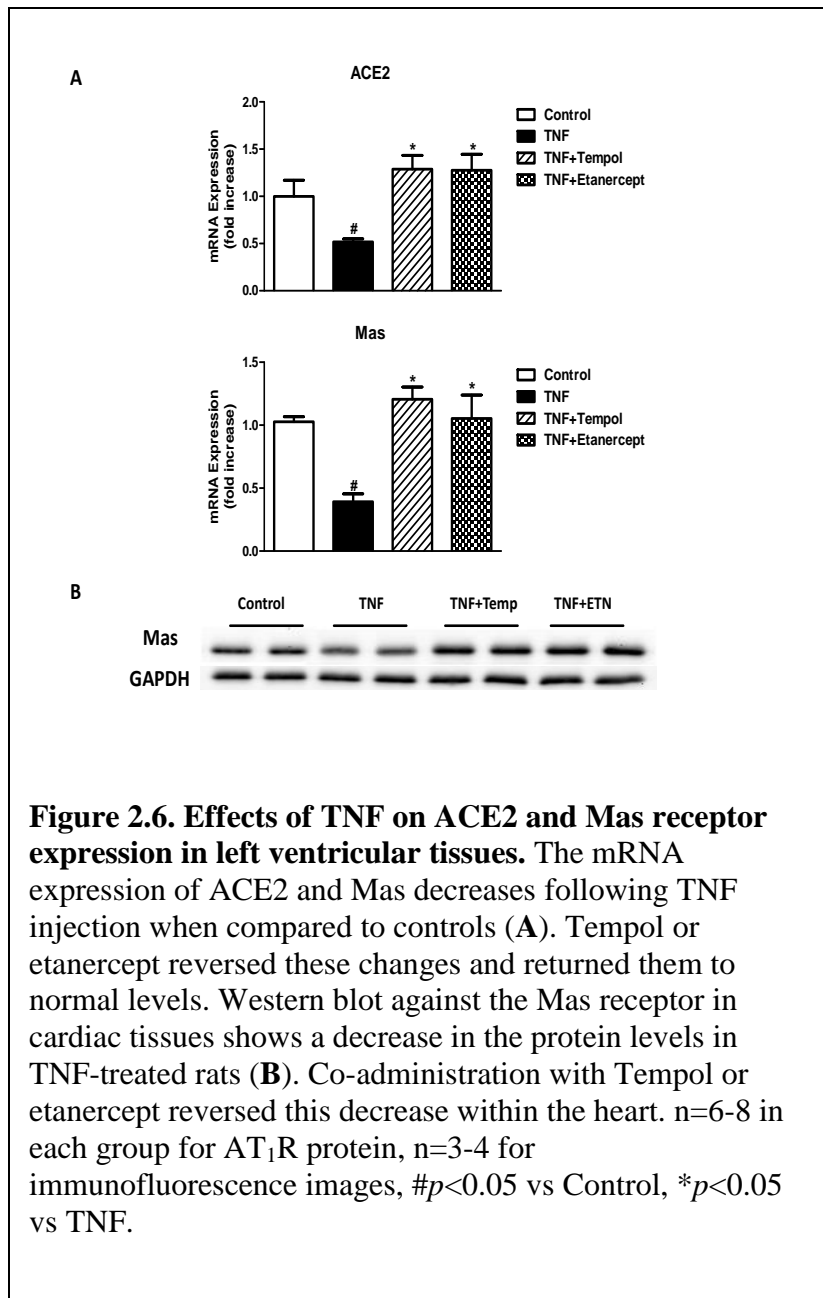 A
ACE2
mRNA Expression
(fold increase)
2.0
1.5
1.0
0.5
0.0
#
*
*
Control
TNF
TNF+Tempol
TNF+Etanercept
Mas
mRNA Expression
(fold increase)
1.5
1.0
0.5
0.0
#
*
*
Control
TNF
TNF+Tempol
TNF+Etanercept
B
Control TNF TNF+Temp TNF+ETN
Mas
GAPDH
Figure 2.6. Effects of TNF on ACE2 and Mas receptor
expression in left ventricular tissues. The mRNA
expression of ACE2 and Mas decreases following TNF
injection when compared to controls (A). Tempol or
etanercept reversed these changes and returned them to
normal levels. Western blot against the Mas receptor in
cardiac tissues shows a decrease in the protein levels in
TNF-treated rats (B). Co-administration with Tempol or
etanercept reversed this decrease within the heart. n=6-8 in
each group for AT₁R protein, n=3-4 for
immunofluorescence images, #p<0.05 vs Control, *p<0.05
vs TNF.